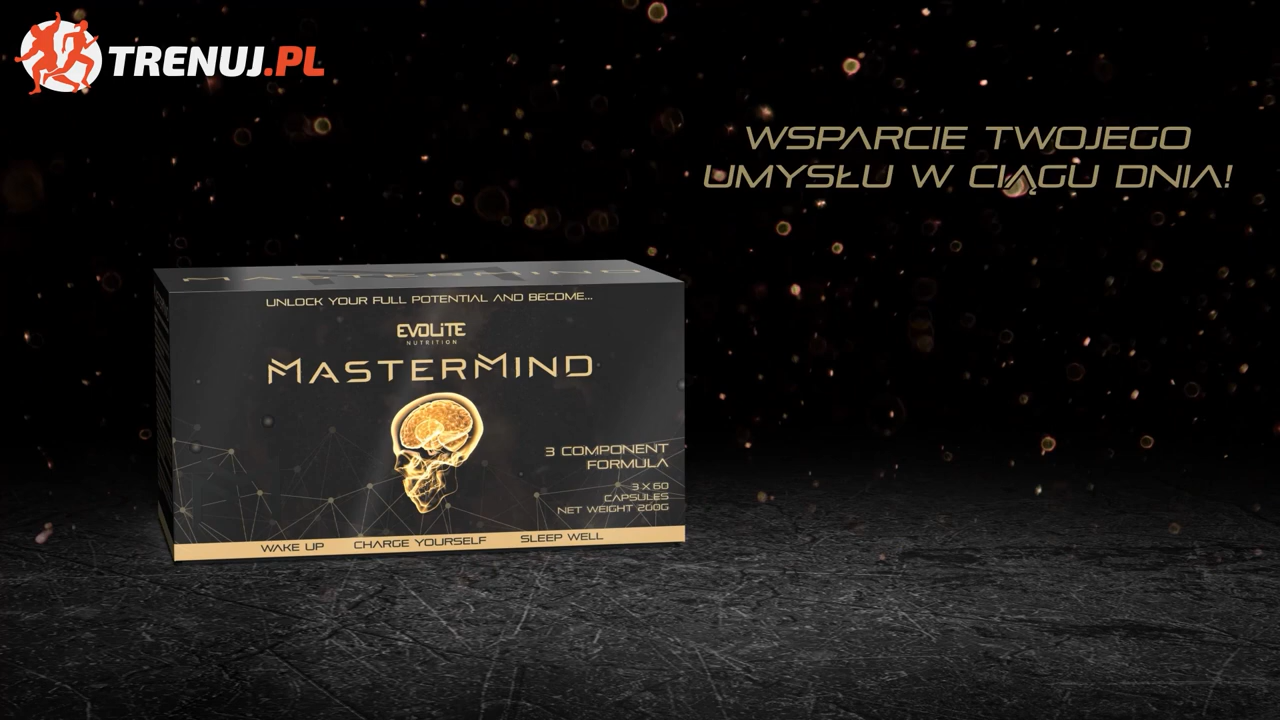 TRENUJ.PL
WSPARCIE TWOJEGO
UMYSŁU W CIĄGU DNIA!
MASTERMIND
UNLOCK YOUR FULL POTENTIAL AND BECOME...
EVOLITE
NUTRITION
MASTERMIND
3 COMPONENT
FORMULA
3 X 60
CAPSULES
NET WEIGHT 200G
WAKE UP CHARGE YOURSELF SLEEP WELL